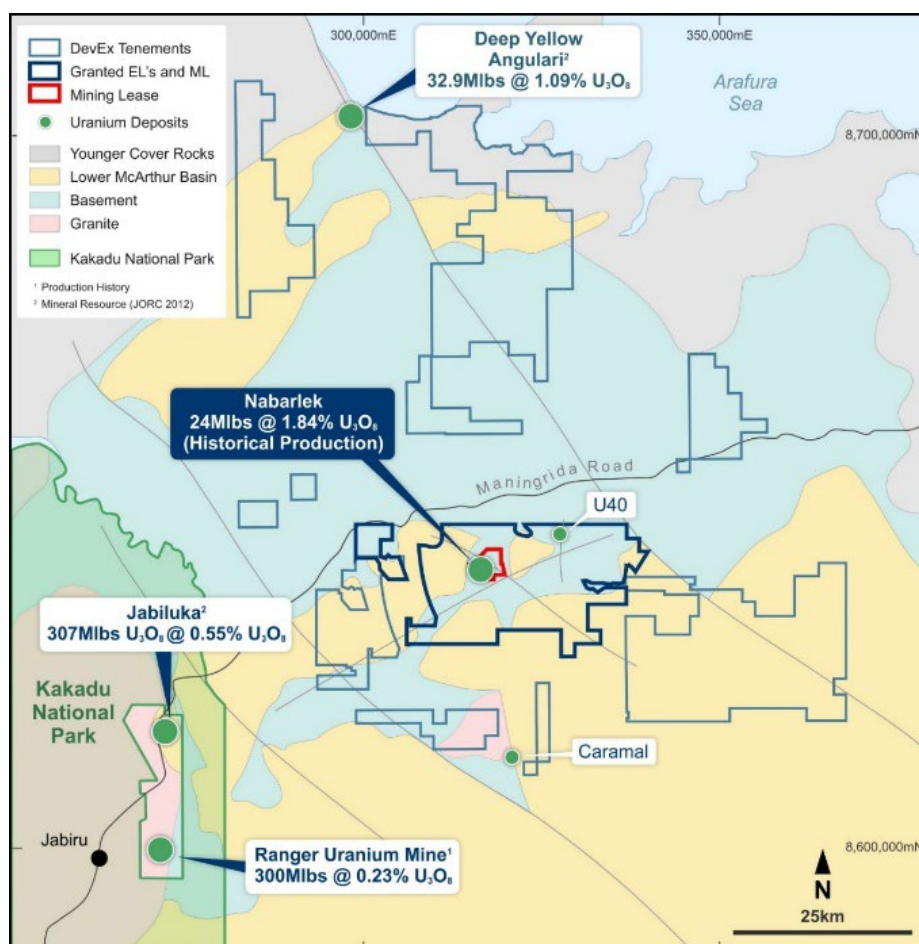 DevEx Tenements
Granted EL's and ML
Mining Lease
Uranium Deposits
Younger Cover Rocks
Lower McArthur Basin
Basement
Granite
Kakadu National Park
¹ Production History
² Mineral Resource (JORC 2012)
300,000mE
350,000mE
Deep Yellow
Angulari²
32.9Mlbs @ 1.09% U₃O₈
Arafura
Sea
8,700,000mN
Nabarlek
24Mlbs @ 1.84% U₃O₈
(Historical Production)
Maningrida Road
U40
Jabiluka²
307Mlbs U₃O₈ @ 0.55% U₃O₈
Kakadu
National
Park
Caramal
Jabiru
Ranger Uranium Mine¹
300Mlbs @ 0.23% U₃O₈
8,600,000mN
N
25km